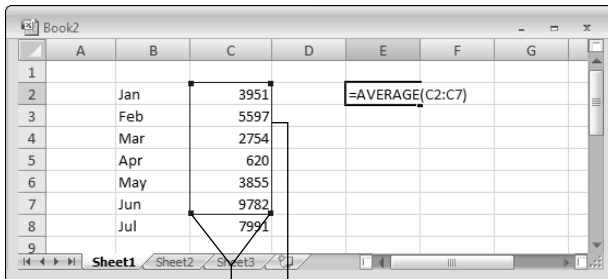 Book2
A B C D E F G
1
2 Jan 3951 =AVERAGE(C2:C7)
3 Feb 5597
4 Mar 2754
5 Apr 620
6 May 3855
7 Jun 9782
8 Jul 7991
9
Sheet1 Sheet2 Sheet3